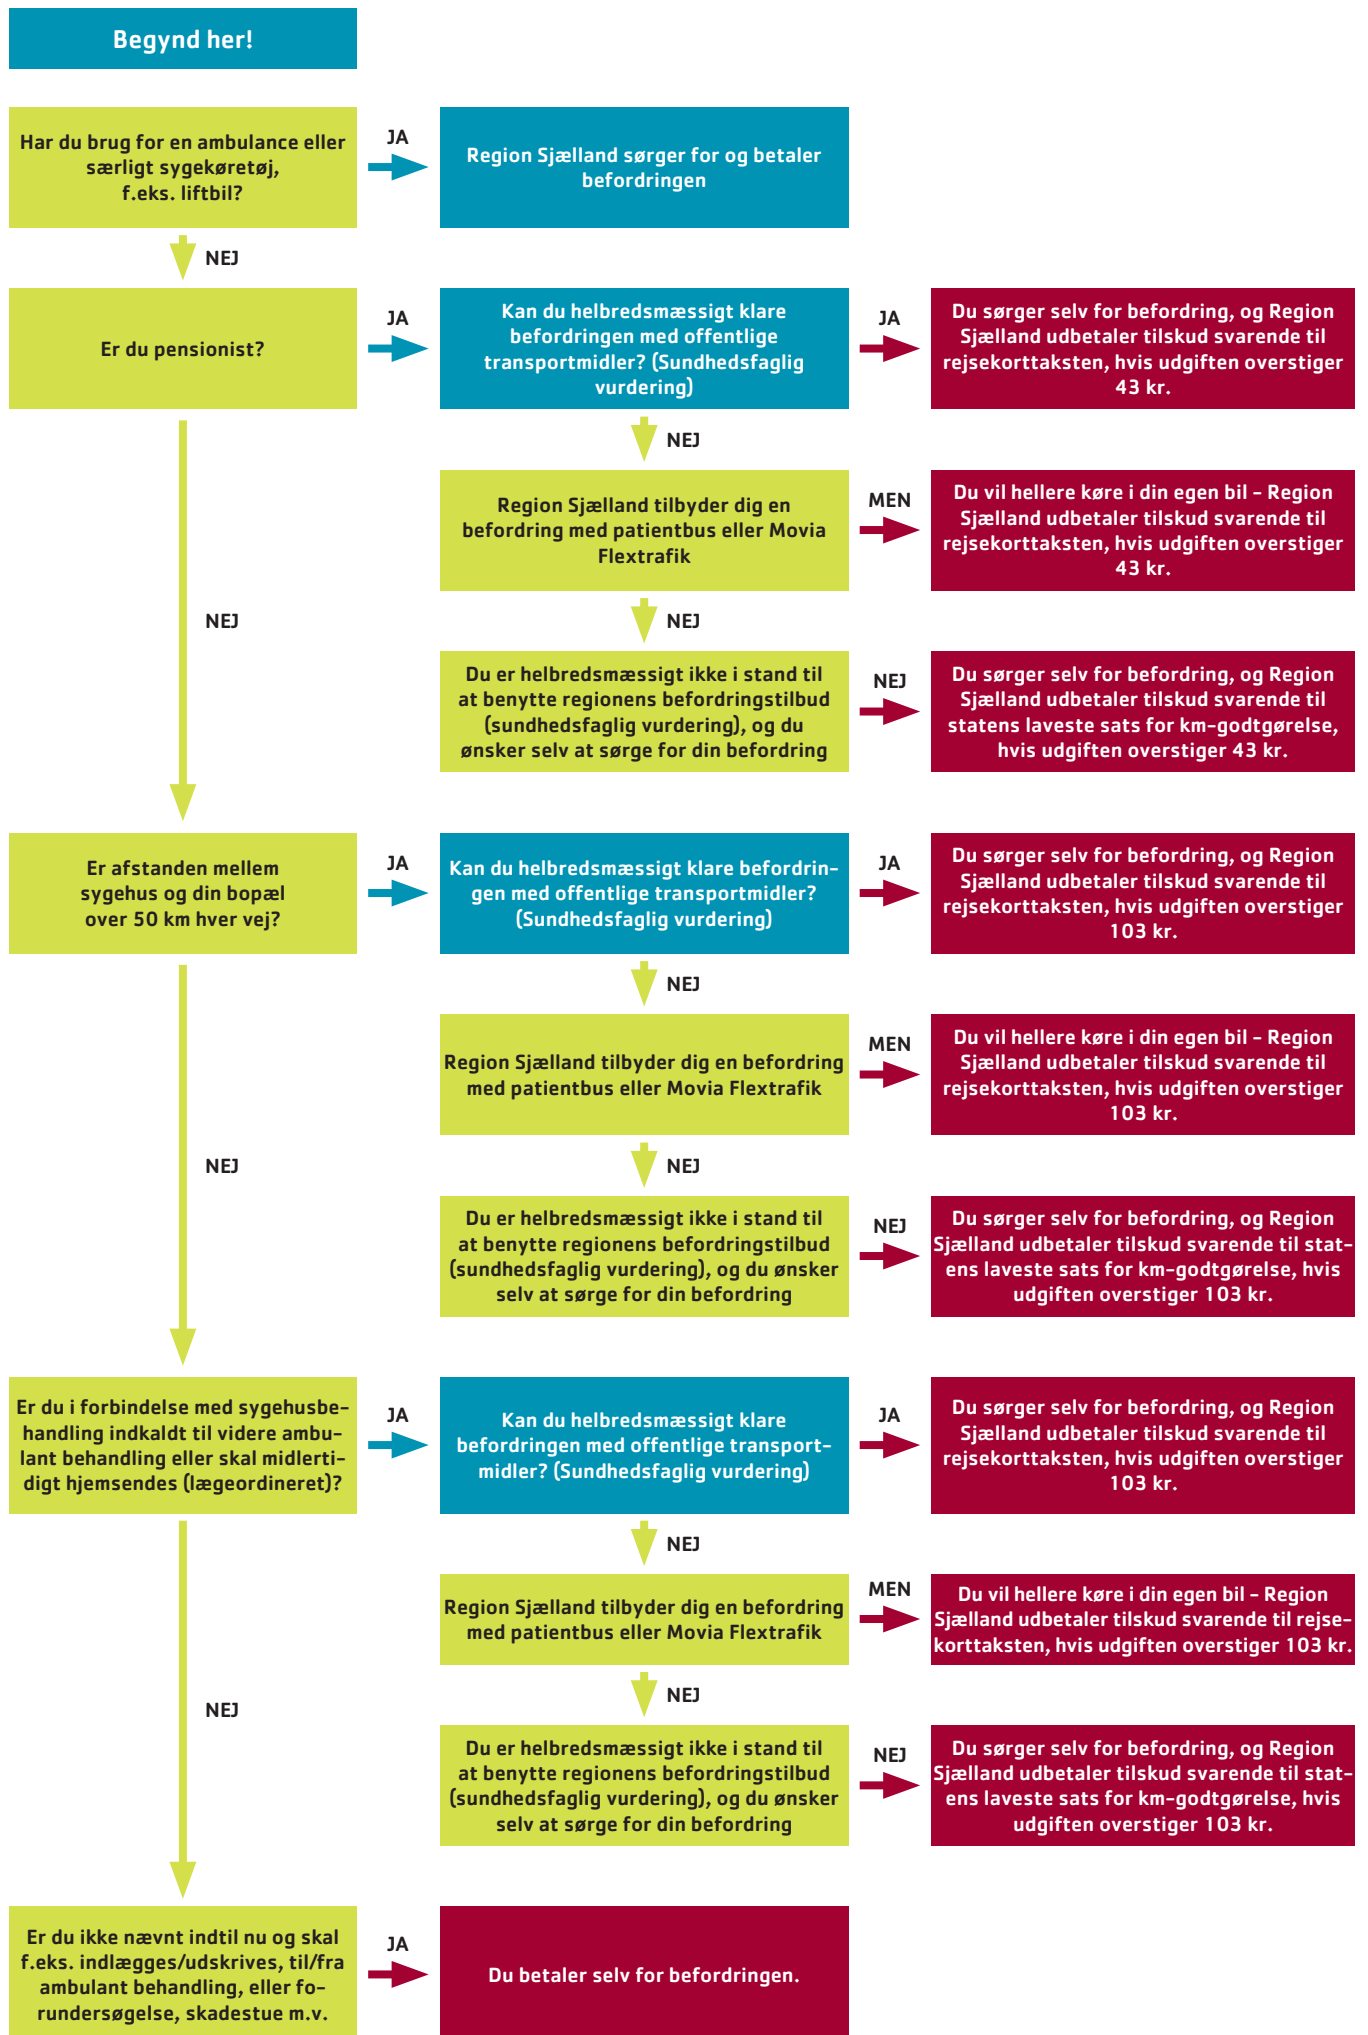 Begynd her!
Har du brug for en ambulance eller
særligt sygekøretøj,
f.eks. liftbil?
JA
Region Sjælland sørger for og betaler
befordringen
NEJ
Er du pensionist?
JA
Kan du helbredsmæssigt klare
befordringen med offentlige
transportmidler? (Sundhedsfaglig
vurdering)
JA
Du sørger selv for befordring, og Region
Sjælland udbetaler tilskud svarende til
rejsekorttaksten, hvis udgiften overstiger
43 kr.
NEJ
Region Sjælland tilbyder dig en
befordring med patientbus eller Movia
Flextrafik
MEN
Du vil hellere køre i din egen bil - Region
Sjælland udbetaler tilskud svarende til
rejsekorttaksten, hvis udgiften overstiger
43 kr.
NEJ
NEJ
Du er helbredsmæssigt ikke i stand til
at benytte regionens befordringstilbud
(sundhedsfaglig vurdering), og du
ønsker selv at sørge for din befordring
NEJ
Du sørger selv for befordring, og Region
Sjælland udbetaler tilskud svarende til
statens laveste sats for km-godtgørelse,
hvis udgiften overstiger 43 kr.
Er afstanden mellem
sygehus og din bopæl
over 50 km hver vej?
JA
Kan du helbredsmæssigt klare befordrin-
gen med offentlige transportmidler?
(Sundhedsfaglig vurdering)
JA
Du sørger selv for befordring, og Region
Sjælland udbetaler tilskud svarende til
rejsekorttaksten, hvis udgiften overstiger
103 kr.
NEJ
Region Sjælland tilbyder dig en befordring
med patientbus eller Movia Flextrafik
MEN
Du vil hellere køre i din egen bil - Region
Sjælland udbetaler tilskud svarende til
rejsekorttaksten, hvis udgiften overstiger
103 kr.
NEJ
NEJ
Du er helbredsmæssigt ikke i stand til
at benytte regionens befordringstilbud
(sundhedsfaglig vurdering), og du ønsker
selv at sørge for din befordring
NEJ
Du sørger selv for befordring, og Region
Sjælland udbetaler tilskud svarende til stat-
ens laveste sats for km-godtgørelse, hvis
udgiften overstiger 103 kr.
Er du i forbindelse med sygehusbe-
handling indkaldt til videre ambu-
lant behandling eller skal midlerti-
digt hjemsendes (lægeordineret)?
JA
Kan du helbredsmæssigt klare
befordringen med offentlige transport-
midler? (Sundhedsfaglig vurdering)
JA
Du sørger selv for befordring, og Region
Sjælland udbetaler tilskud svarende til
rejsekorttaksten, hvis udgiften overstiger
103 kr.
NEJ
Region Sjælland tilbyder dig en befordring
med patientbus eller Movia Flextrafik
MEN
Du vil hellere køre i din egen bil - Region
Sjælland udbetaler tilskud svarende til rejse-
korttaksten, hvis udgiften overstiger 103 kr.
NEJ
NEJ
Du er helbredsmæssigt ikke i stand til
at benytte regionens befordringstilbud
(sundhedsfaglig vurdering), og du ønsker
selv at sørge for din befordring
NEJ
Du sørger selv for befordring, og Region
Sjælland udbetaler tilskud svarende til stat-
ens laveste sats for km-godtgørelse, hvis
udgiften overstiger 103 kr.
Er du ikke nævnt indtil nu og skal
f.eks. indlægges/udskrives, til/fra
ambulant behandling, eller fo-
rundersøgelse, skadestue m.v.
JA
Du betaler selv for befordringen.